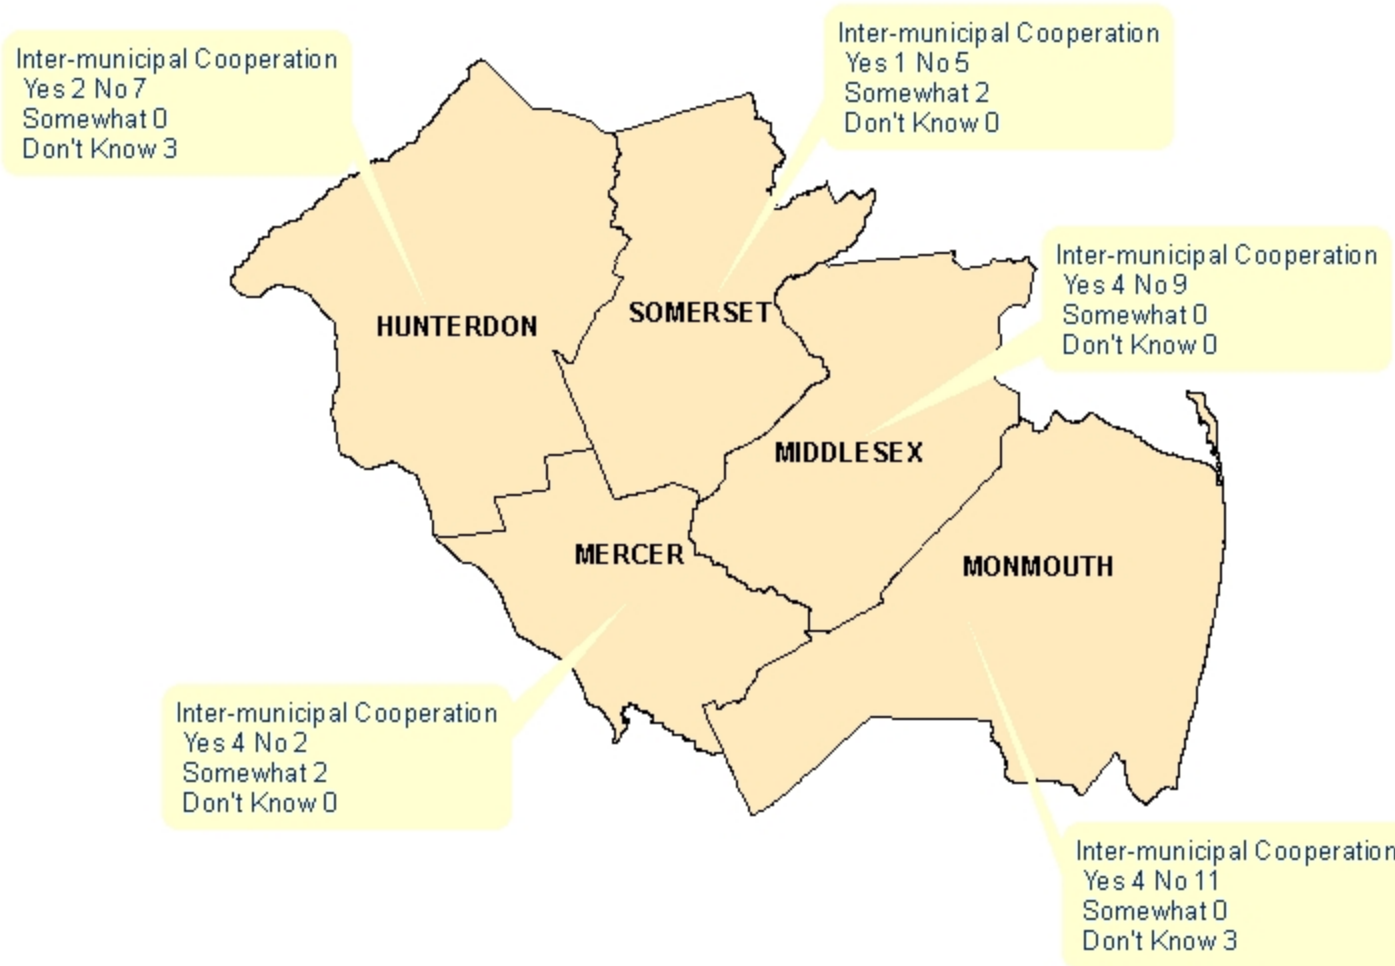 Inter-municipal Cooperation
Yes 2 No 7
Somewhat 0
Don't Know 3
Inter-municipal Cooperation
Yes 1 No 5
Somewhat 2
Don't Know 0
Inter-municipal Cooperation
Yes 4 No 9
Somewhat 0
Don't Know 0
HUNTERDON
SOMERSET
MIDDLESEX
MERCER
MONMOUTH
Inter-municipal Cooperation
Yes 4 No 2
Somewhat 2
Don't Know 0
Inter-municipal Cooperation
Yes 4 No 11
Somewhat 0
Don't Know 3